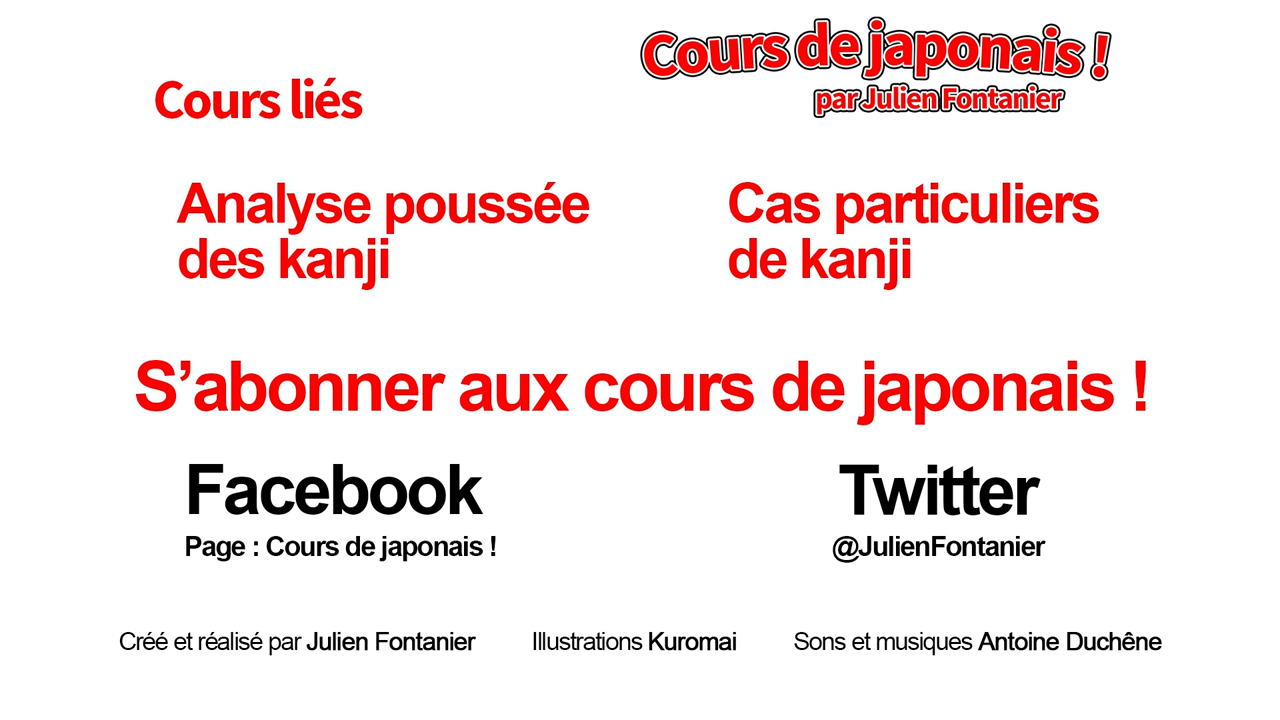 Cours de japonais !
par Julien Fontanier
Cours liés
Analyse poussée
des kanji
Cas particuliers
de kanji
S’abonner aux cours de japonais !
Facebook
Page : Cours de japonais !
Twitter
@JulienFontanier
Créé et réalisé par Julien Fontanier
Illustrations Kuromai
Sons et musiques Antoine Duchêne